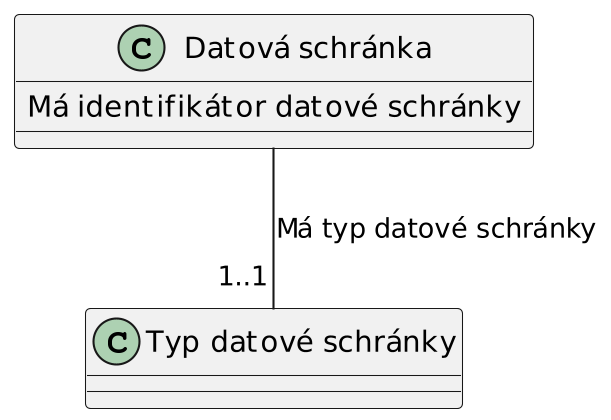 C Datová schránka
Má identifikátor datové schránky
Má typ datové schránky
1..1
C Typ datové schránky